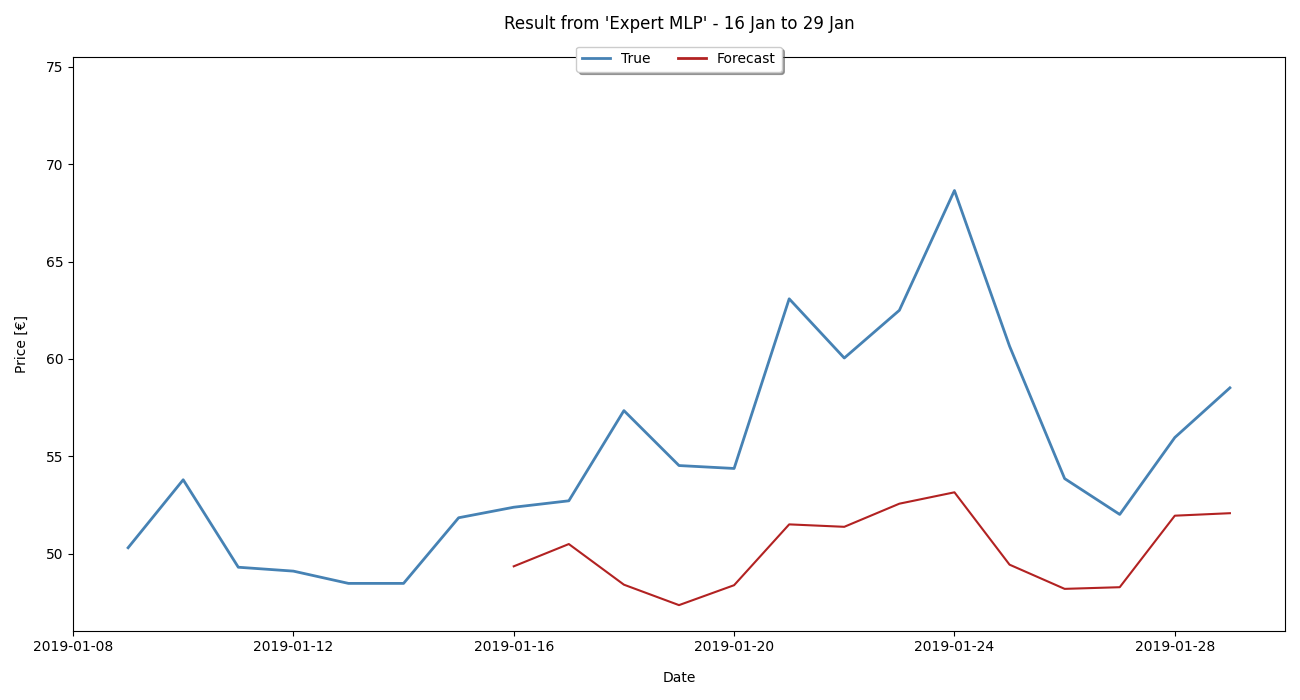 Result from 'Expert MLP' - 16 Jan to 29 Jan
True Forecast
75
70
65
60
55
50
Price [€]
2019-01-08 2019-01-12 2019-01-16 2019-01-20 2019-01-24 2019-01-28
Date